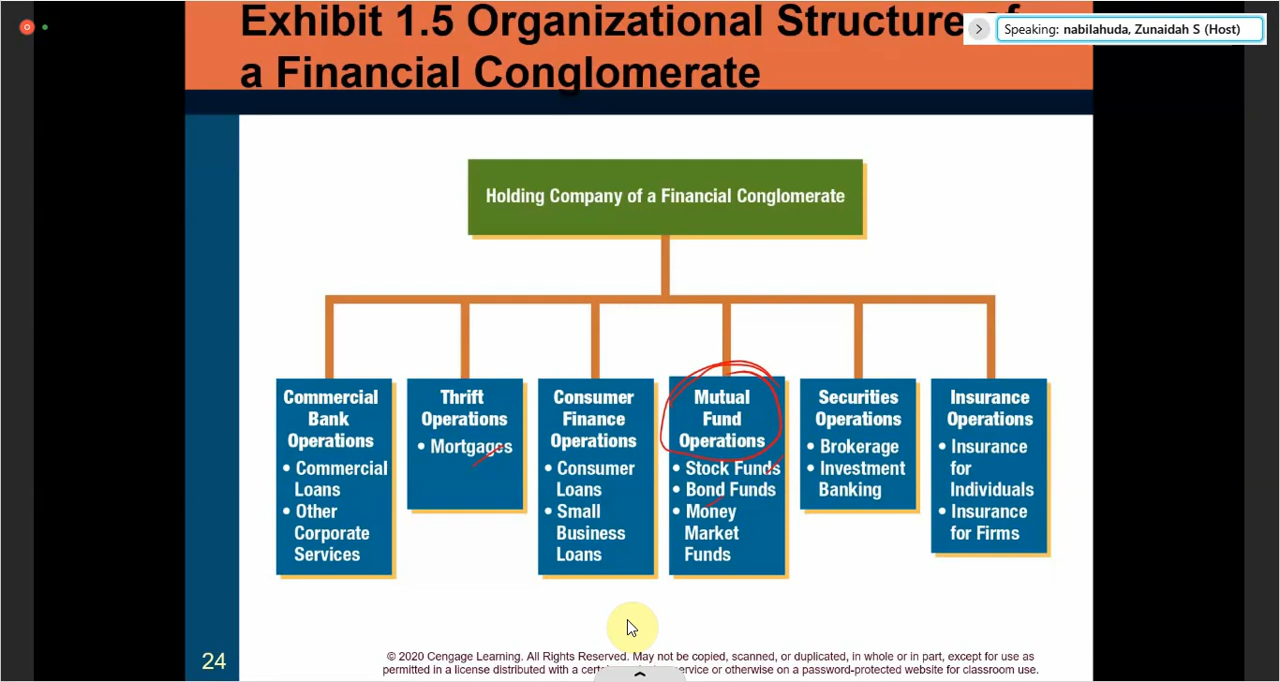 Exhibit 1.5 Organizational Structure of
a Financial Conglomerate
Speaking: nabilahuda, Zunaidah S (Host)
Holding Company of a Financial Conglomerate
Commercial
Bank
Operations
• Commercial
Loans
• Other
Corporate
Services
Thrift
Operations
• Mortgages
Consumer
Finance
Operations
• Consumer
Loans
• Small
Business
Loans
Mutual
Fund
Operations
• Stock Funds
• Bond Funds
• Money
Market
Funds
Securities
Operations
• Brokerage
• Investment
Banking
Insurance
Operations
• Insurance
for
Individuals
• Insurance
for Firms
24
© 2020 Cengage Learning. All Rights Reserved. May not be copied, scanned, or duplicated, in whole or in part, except for use as
permitted in a license distributed with a service or otherwise on a password-protected website for classroom use.